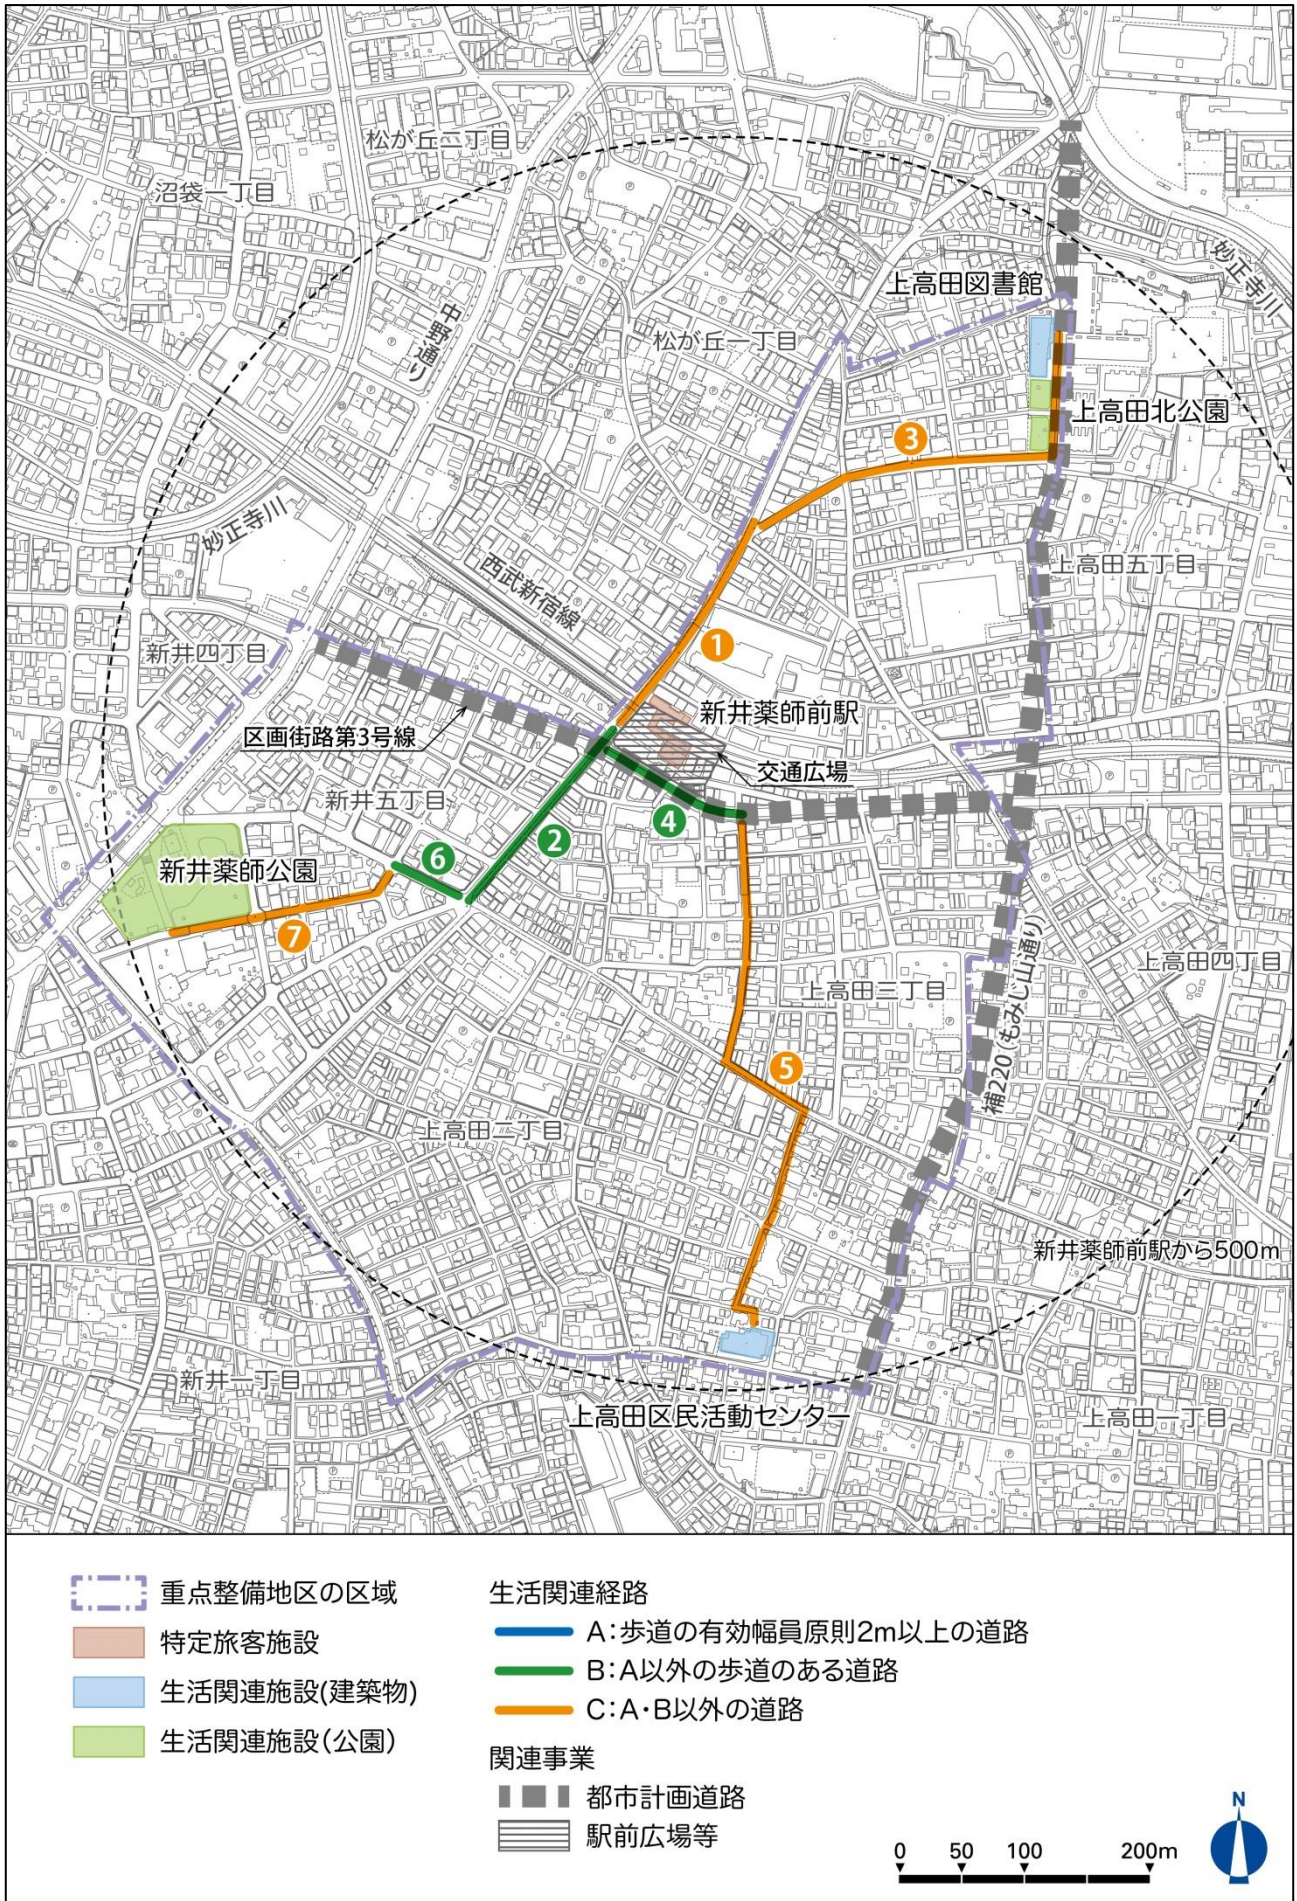 松が丘二丁目
沼袋一丁目
妙正寺川
上高田図書館
中野通り
松が丘一丁目
上高田北公園
3
妙正寺川
西武新宿線
上高田五丁目
新井四丁目
1
新井薬師前駅
区画街路第3号線
交通広場
新井五丁目
2
4
6
新井薬師公園
7
補220(もみじ山通り)
上高田四丁目
上高田三丁目
5
上高田二丁目
新井薬師前駅から500m
新井一丁目
上高田区民活動センター
上高田一丁目
重点整備地区の区域
特定旅客施設
生活関連施設(建築物)
生活関連施設(公園)
生活関連経路
A:歩道の有効幅員原則2m以上の道路
B:A以外の歩道のある道路
C:A・B以外の道路
関連事業
都市計画道路
駅前広場等
0 50 100 200m
N